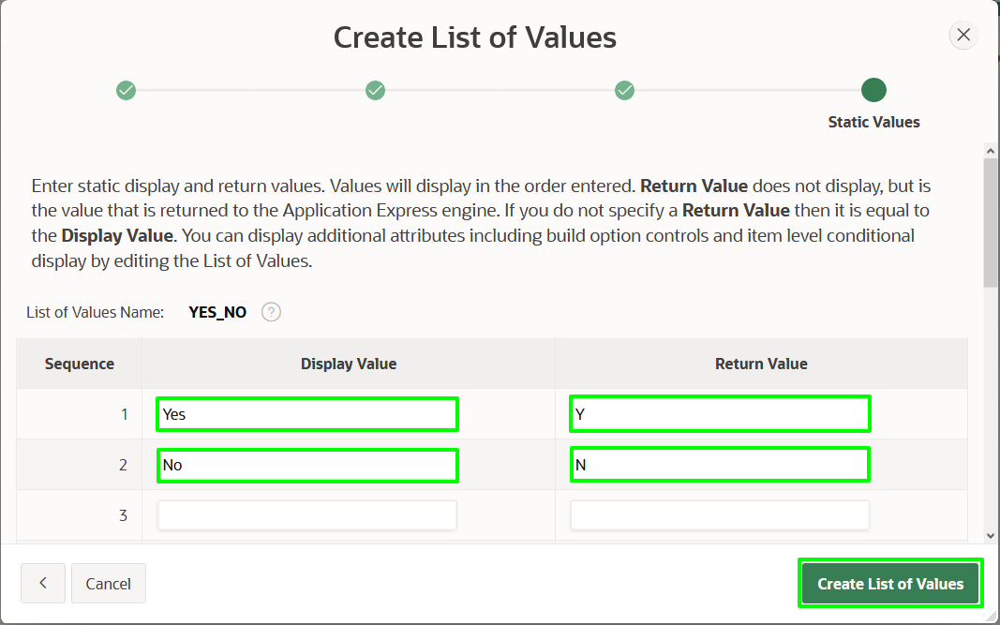 Create List of Values
Static Values
Enter static display and return values. Values will display in the order entered. Return Value does not display, but is
the value that is returned to the Application Express engine. If you do not specify a Return Value then it is equal to
the Display Value. You can display additional attributes including build option controls and item level conditional
display by editing the List of Values.
List of Values Name: YES_NO ?
Sequence Display Value Return Value
1 Yes Y
2 No N
3
Cancel Create List of Values